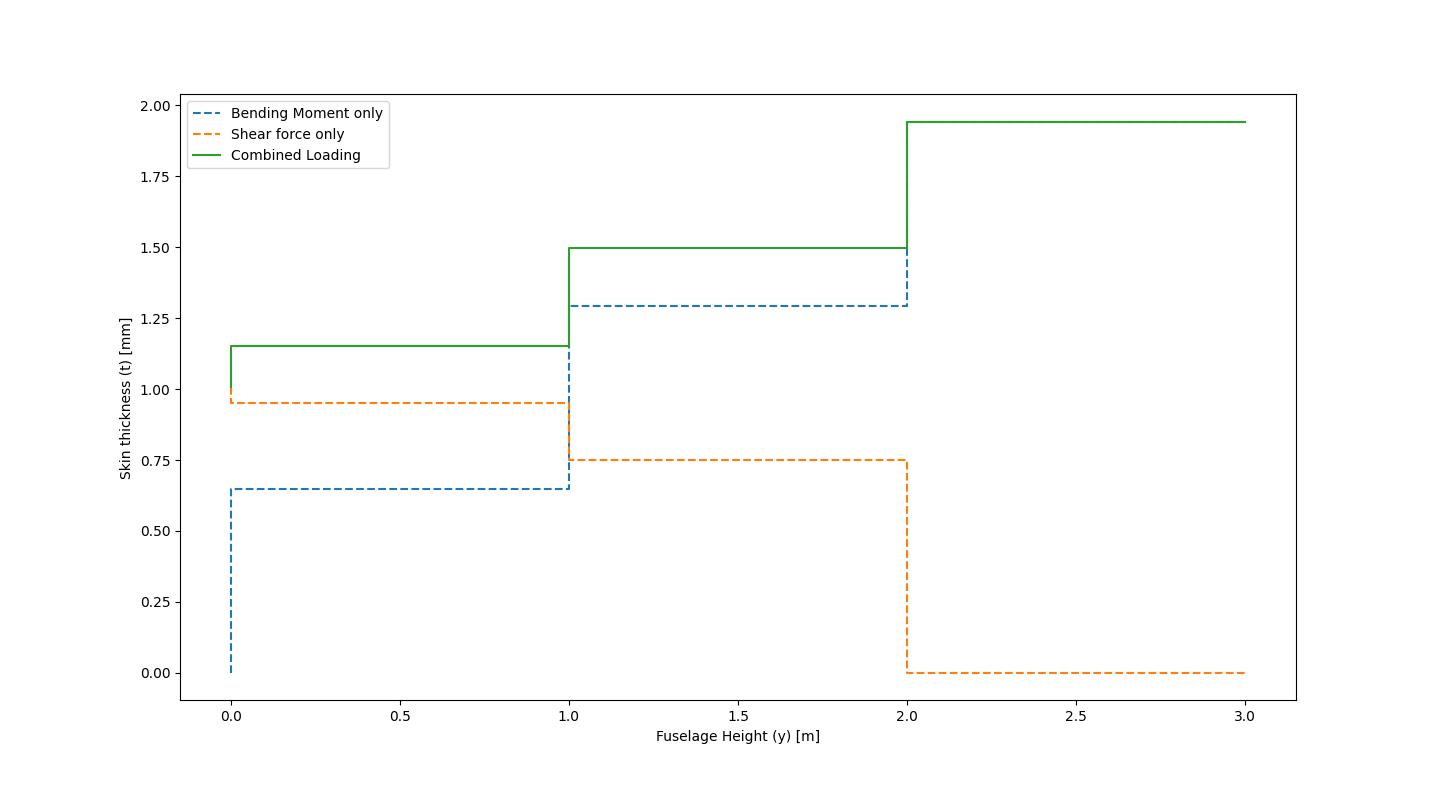 Bending Moment only
Shear force only
Combined Loading
2.00
1.75
1.50
1.25
1.00
0.75
0.50
0.25
0.00
Skin thickness (t) [mm]
0.0 0.5 1.0 1.5 2.0 2.5 3.0
Fuselage Height (y) [m]